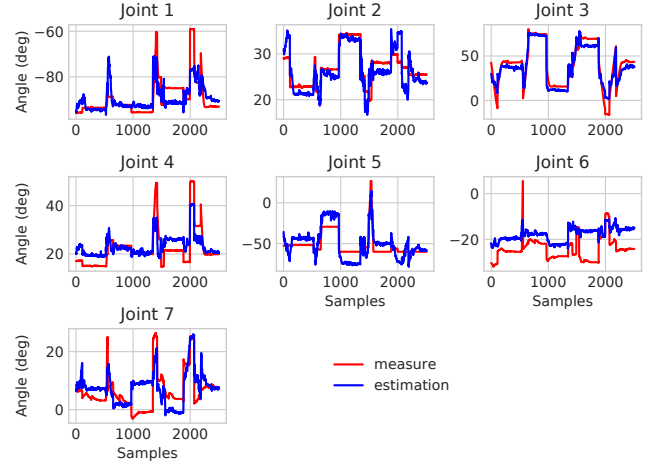 Joint 1
Joint 2
Joint 3
Angle (deg)
−60
−80
0
1000
2000
30
20
0
1000
2000
50
0
0
1000
2000
Joint 4
Joint 5
Joint 6
Angle (deg)
40
20
0
1000
2000
0
−50
0
1000
2000
Samples
0
−20
0
1000
2000
Samples
Joint 7
Angle (deg)
20
0
0
1000
2000
Samples
measure
estimation